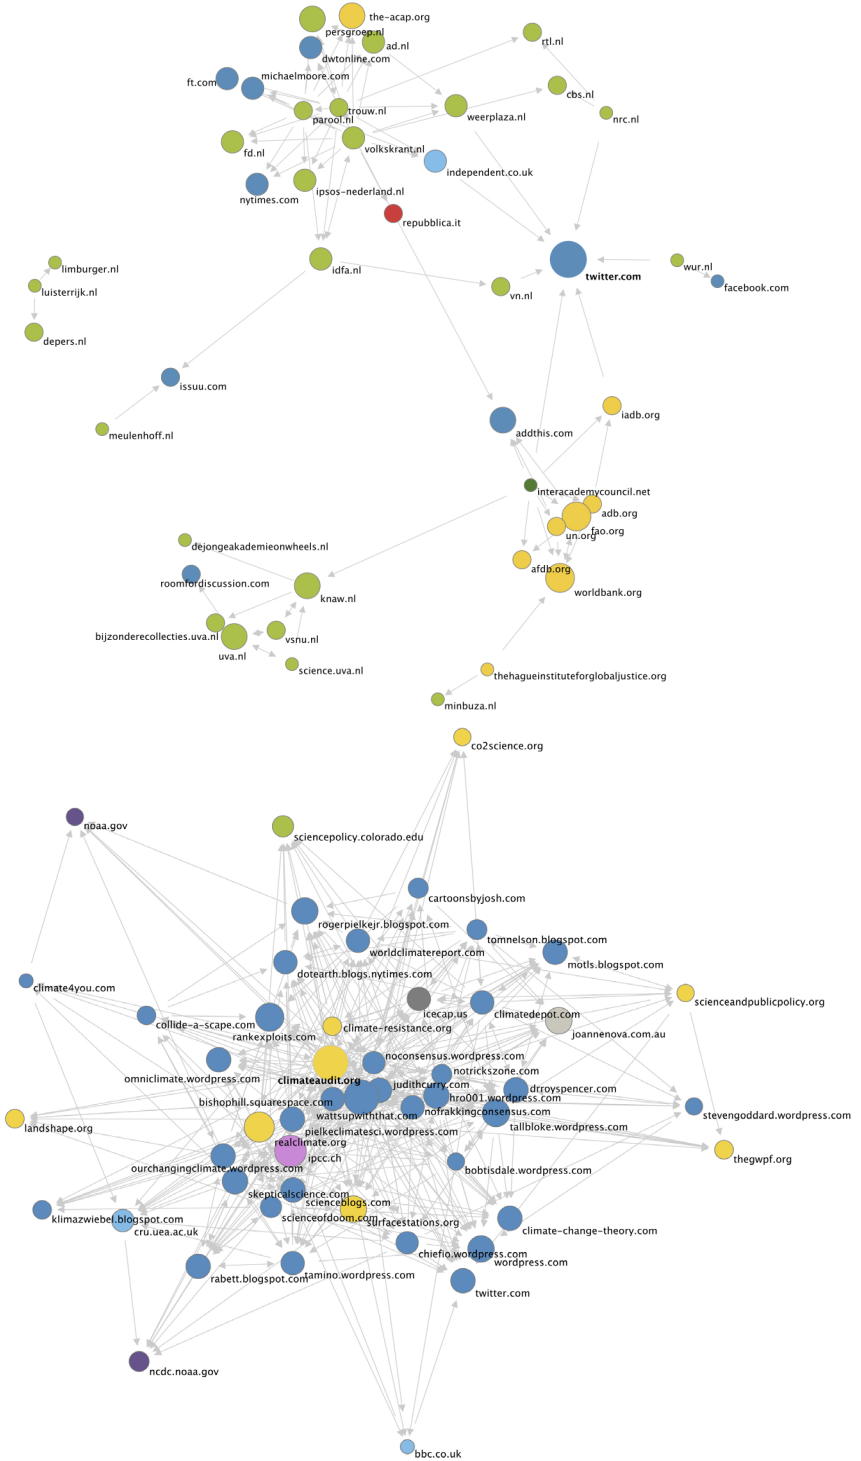 the-acap.org
persgroep.nl
rtl.nl
ad.nl
dwtonline.com
michaelmoore.com
ft.com
cbs.nl
trouw.nl
weerplaza.nl
parool.nl
nrc.nl
volkskrant.nl
fd.nl
independent.co.uk
ipsos-nederland.nl
nytimes.com
repubblica.it
limburger.nl
idfa.nl
wur.nl
twitter.com
facebook.com
luisterrijk.nl
vn.nl
depers.nl
issuu.com
iadb.org
meulenhoff.nl
addthis.com
interacademycouncil.net
adb.org
fao.org
un.org
dejongeakademieonwheels.nl
afdb.org
roomfordiscussion.com
worldbank.org
knaw.nl
bijzonderecollecties.uva.nl
vsnu.nl
uva.nl
science.uva.nl
thehagueinstituteforglobaljustice.org
minbuza.nl
co2science.org
noaa.gov
sciencepolicy.colorado.edu
cartoonsbyjosh.com
rogerpielkejr.blogspot.com
tomnelson.blogspot.com
worldclimatereport.com
motls.blogspot.com
dotearth.blogs.nytimes.com
climate4you.com
scienceandpublicpolicy.org
icecap.us
climatedepot.com
collide-a-scape.com
climate-resistance.org
rankexploits.com
joannenova.com.au
noconsensus.wordpress.com
notrickszone.com
omniclimate.wordpress.com
climateaudit.org
judithcurry.com
drroyspencer.com
hro001.wordpress.com
bishophill.squarespace.com
nofrakkingconsensus.com
stevengoddard.wordpress.com
wattsupwiththat.com
tallbloke.wordpress.com
landshape.org
pielkeclimatesci.wordpress.com
realclimate.org
ipcc.ch
thegwpf.org
ourchangingclimate.wordpress.com
bobtisdale.wordpress.com
skepticalscience.com
scienceblogs.com
klimazwiebel.blogspot.com
scienceofdoom.com
surfacestations.org
cru.uea.ac.uk
climate-change-theory.com
chiefio.wordpress.com
wordpress.com
rabett.blogspot.com
tamino.wordpress.com
twitter.com
ncdc.noaa.gov
bbc.co.uk